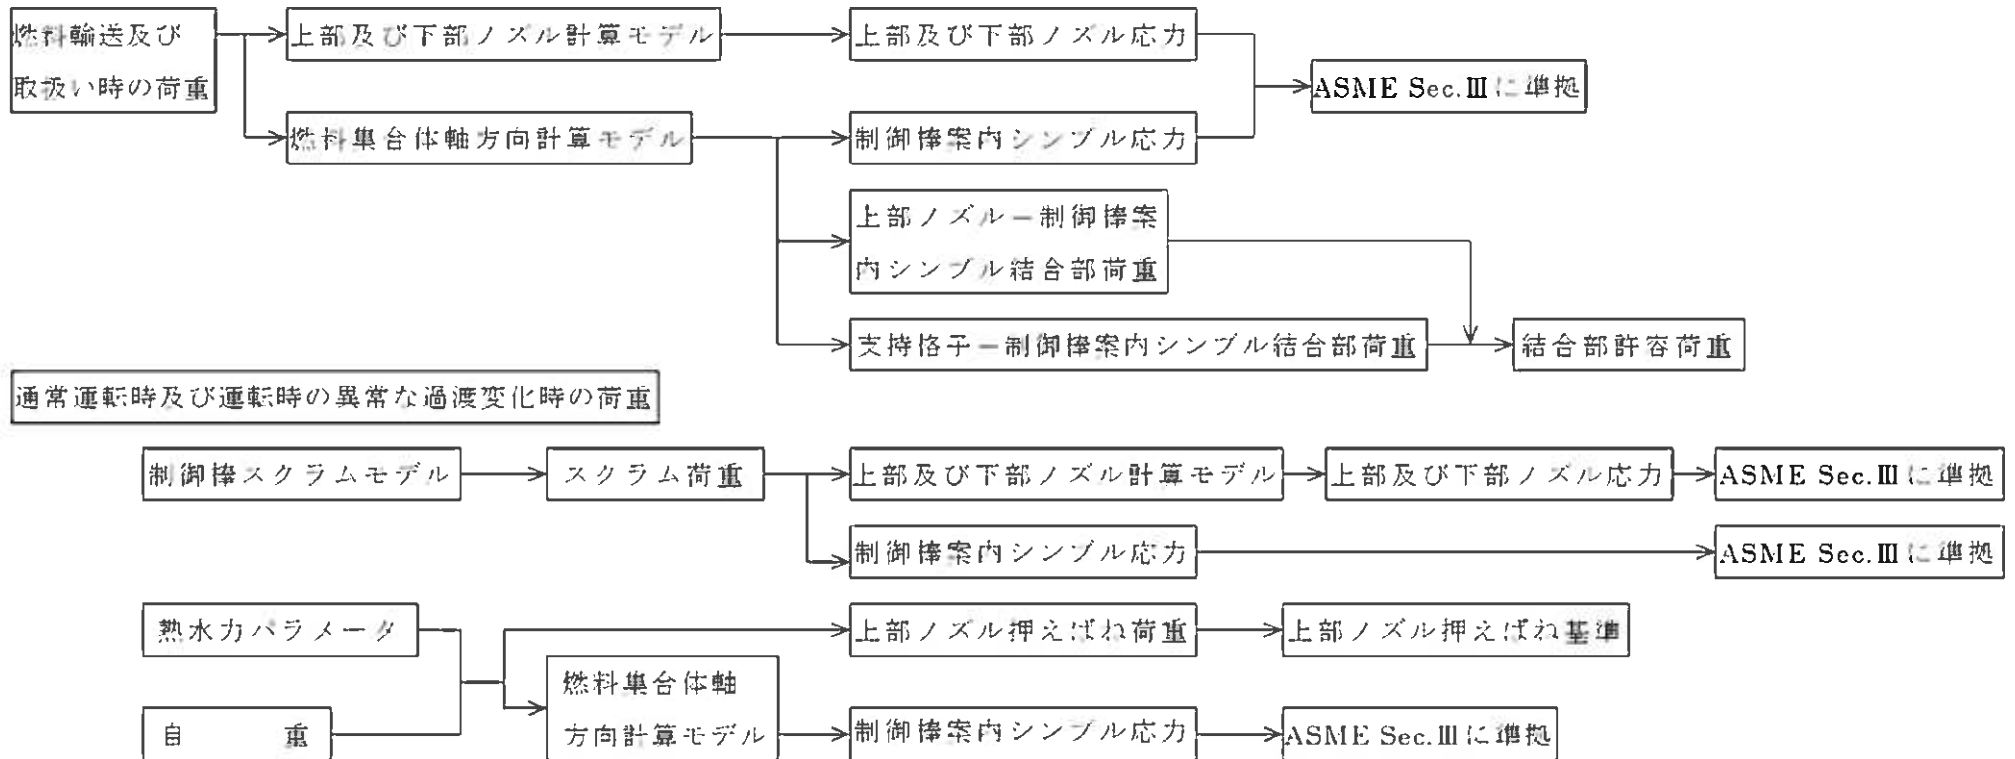 燃料輸送及び
取扱い時の荷重
上部及び下部ノズル計算モデル
上部及び下部ノズル応力
ASME Sec.Ⅲに準拠
燃料集合体軸方向計算モデル
制御棒案内シンブル応力
上部ノズル－制御棒案
内シンブル結合部荷重
支持格子－制御棒案内シンブル結合部荷重
結合部許容荷重
通常運転時及び運転時の異常な過渡変化時の荷重
制御棒スクラムモデル
スクラム荷重
上部及び下部ノズル計算モデル
上部及び下部ノズル応力
ASME Sec.Ⅲに準拠
制御棒案内シンブル応力
ASME Sec.Ⅲに準拠
熱水力パラメータ
上部ノズル押えばね荷重
上部ノズル押えばね基準
燃料集合体軸
方向計算モデル
自重
制御棒案内シンブル応力
ASME Sec.Ⅲに準拠